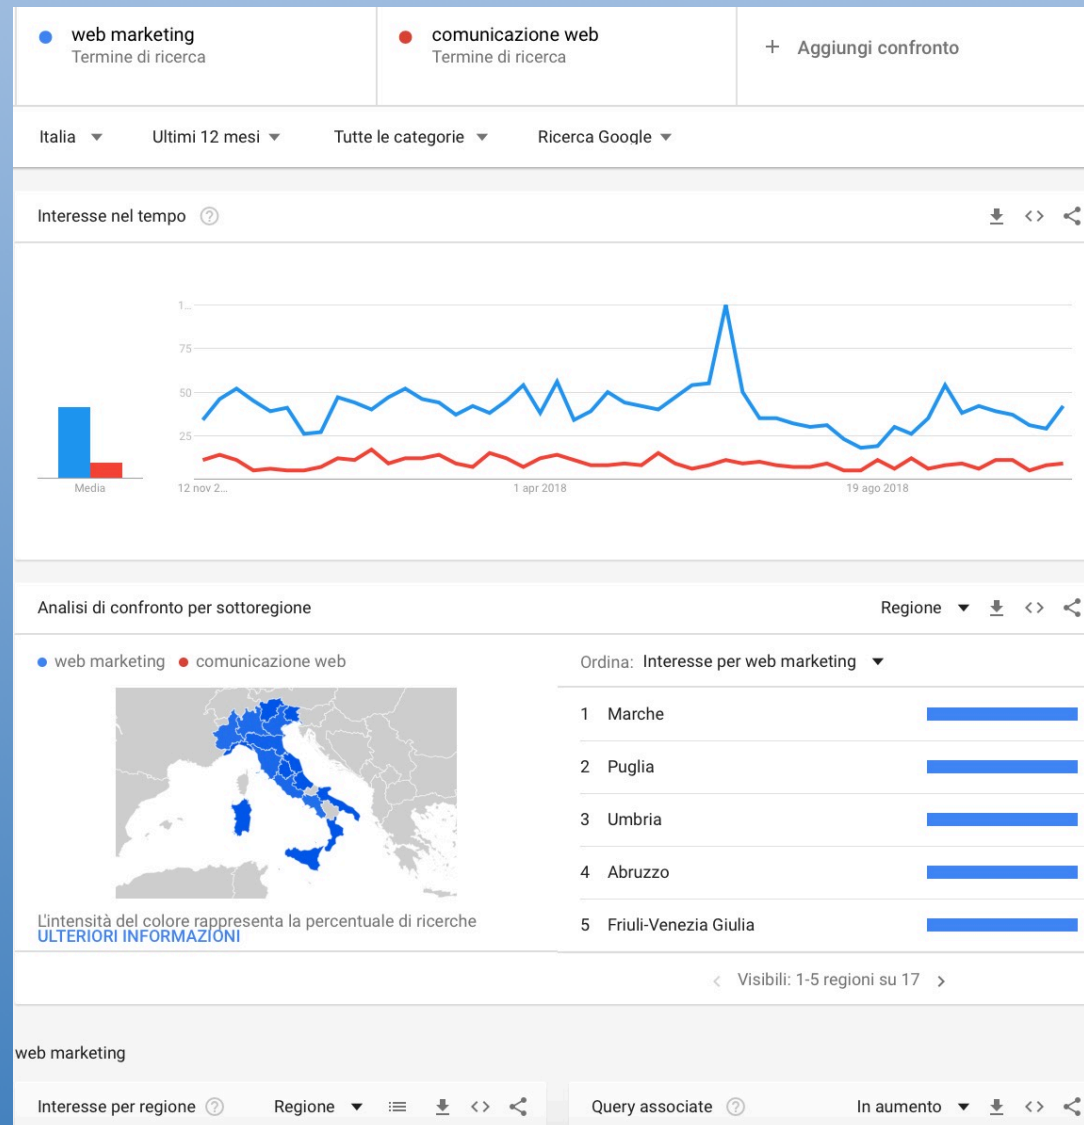 web marketing
Termine di ricerca
comunicazione web
Termine di ricerca
+ Aggiungi confronto
Italia
Ultimi 12 mesi
Tutte le categorie
Ricerca Google
Interesse nel tempo
1...
75
50
25
Media
12 nov 2...
1 apr 2018
19 ago 2018
Analisi di confronto per sottoregione
Regione
web marketing
comunicazione web
Ordina: Interesse per web marketing
1 Marche
2 Puglia
3 Umbria
4 Abruzzo
5 Friuli-Venezia Giulia
L'intensità del colore rappresenta la percentuale di ricerche
ULTERIORI INFORMAZIONI
Visibili: 1-5 regioni su 17
web marketing
Interesse per regione
Regione
Query associate
In aumento